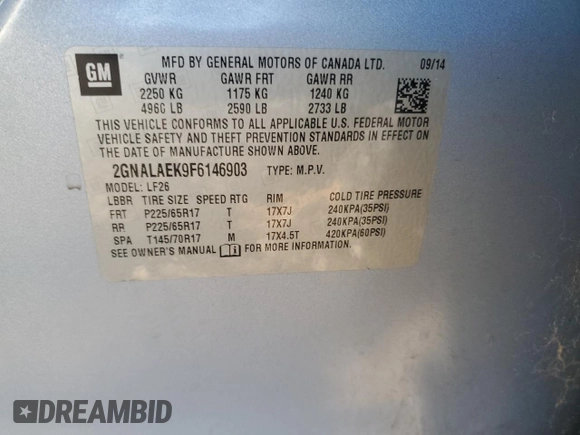 GM
MFD BY GENERAL MOTORS OF CANADA LTD. 09/14
GVWR GAWR FRT GAWR RR
2250 KG 1175 KG 1240 KG
4960 LB 2590 LB 2733 LB
THIS VEHICLE CONFORMS TO ALL APPLICABLE U.S. FEDERAL MOTOR
VEHICLE SAFETY AND THEFT PREVENTION STANDARDS IN EFFECT ON
THE DATE OF MANUFACTURE SHOWN ABOVE.
2GNALAEK9F6146903 TYPE: M.P.V.
MODEL: LF26
LBBR TIRE SIZE SPEED RTG RIM COLD TIRE PRESSURE
FRT P225/65R17 T 17X7J 240KPA(35PSI)
RR P225/65R17 T 17X7J 240KPA(35PSI)
SPA T145/70R17 M 17X4.5T 420KPA(60PSI)
SEE OWNER'S MANUAL FOR MORE INFORMATION.
DREAMBID